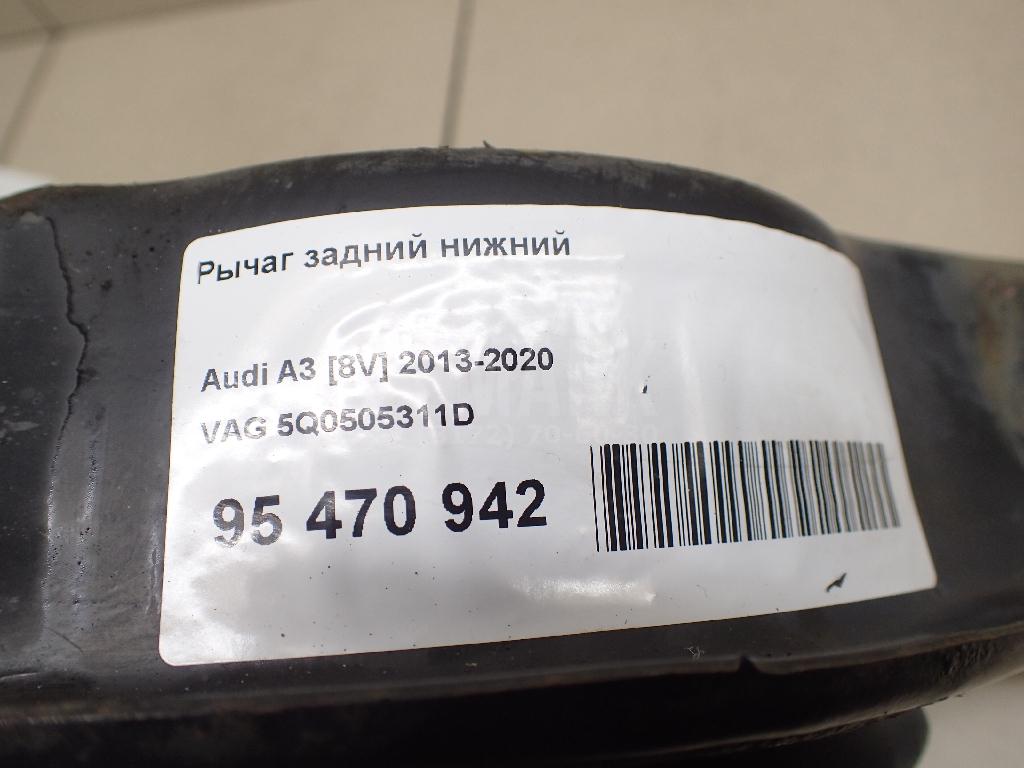 Рычаг задний нижний
Audi A3 [8V] 2013-2020
VAG 5Q0505311D
95 470 942